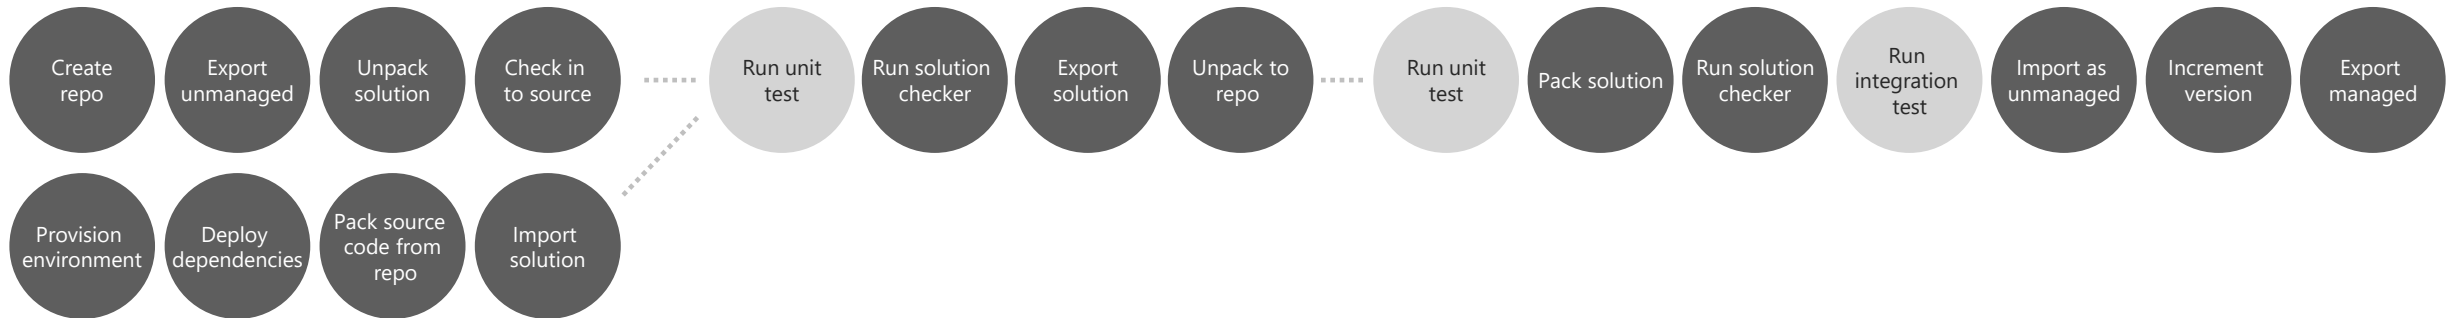 Create
repo
Export
unmanaged
Unpack
solution
Check in
to source
Run unit
test
Run solution
checker
Export
solution
Unpack to
repo
Run unit
test
Pack solution
Run solution
checker
Run
integration
test
Import as
unmanaged
Increment
version
Export
managed
Provision
environment
Deploy
dependencies
Pack source
code from
repo
Import
solution